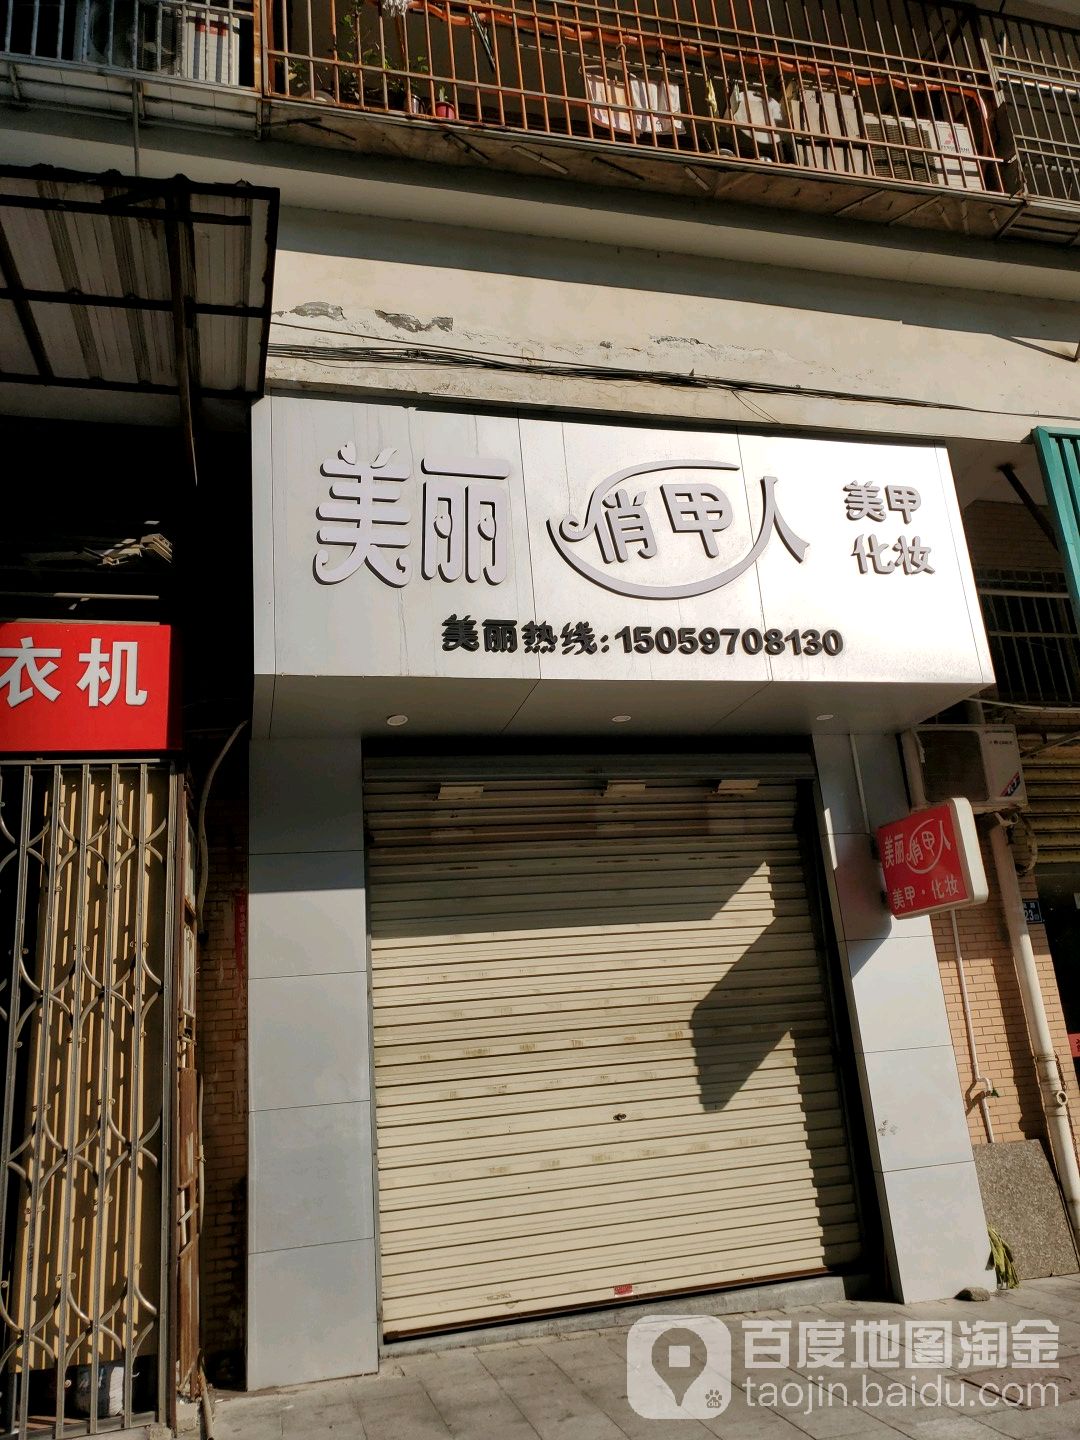 美丽 俏甲人
美甲
化妆
美丽热线:15059708130
衣机
美丽俏甲人
美甲·化妆
23
百度地图淘金
taojin.baidu.com